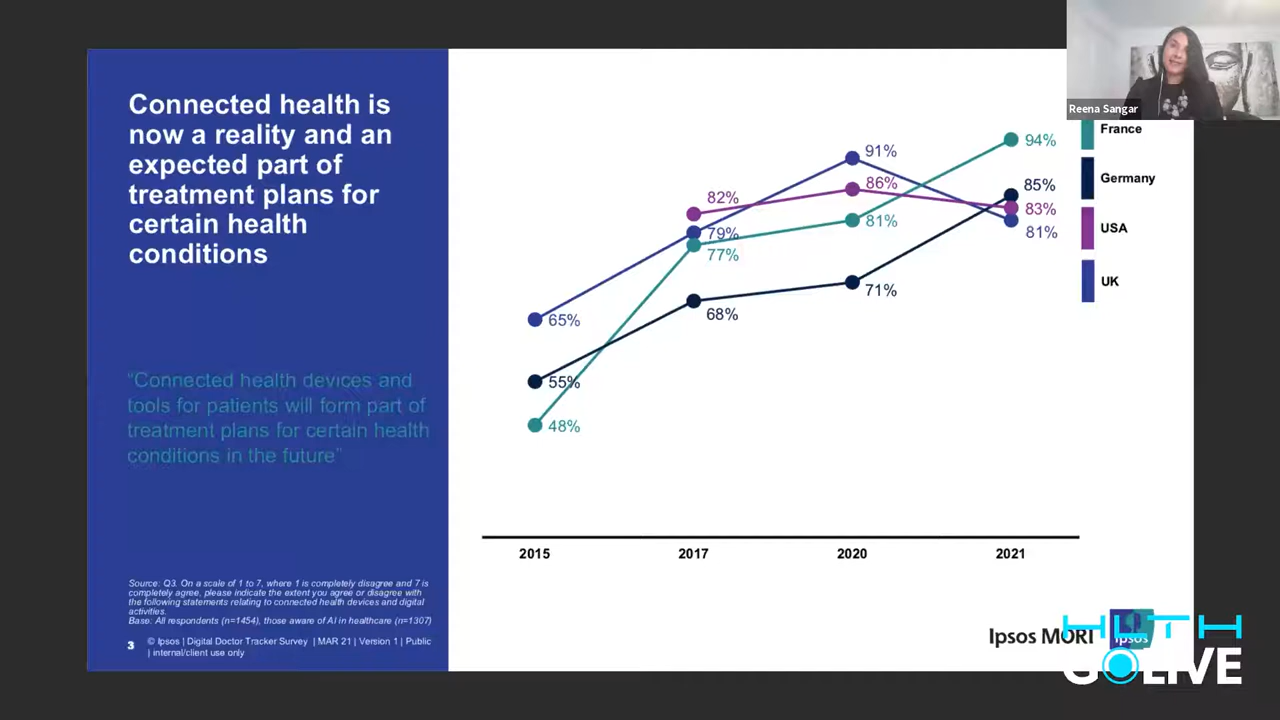 Connected health is
now a reality and an
expected part of
treatment plans for
certain health
conditions
"Connected health devices and
tools for patients will form part of
treatment plans for certain health
conditions in the future"
Source: Q3. On a scale of 1 to 7, where 1 is completely disagree and 7 is
completely agree, please indicate the extent you agree or disagree with
the following statements relating to connected health devices and digital
activities.
Base: All respondents (n=1454), those aware of AI in healthcare (n=1307)
3
© Ipsos | Digital Doctor Tracker Survey | MAR 21 | Version 1 | Public
| internal/client use only
Reena Sangar
France
Germany
USA
UK
94%
91%
86%
85%
82%
83%
81%
81%
79%
77%
71%
68%
65%
55%
48%
2015
2017
2020
2021
Ipsos MORI
Ipsos
HLTH
GOLIVE